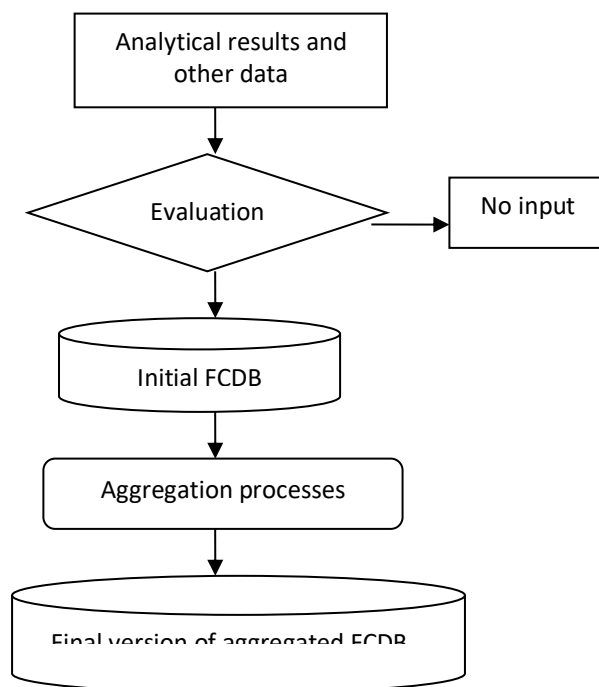 Analytical results and
other data
Evaluation
No input
Initial FCDB
Aggregation processes
Final version of aggregated FCDB